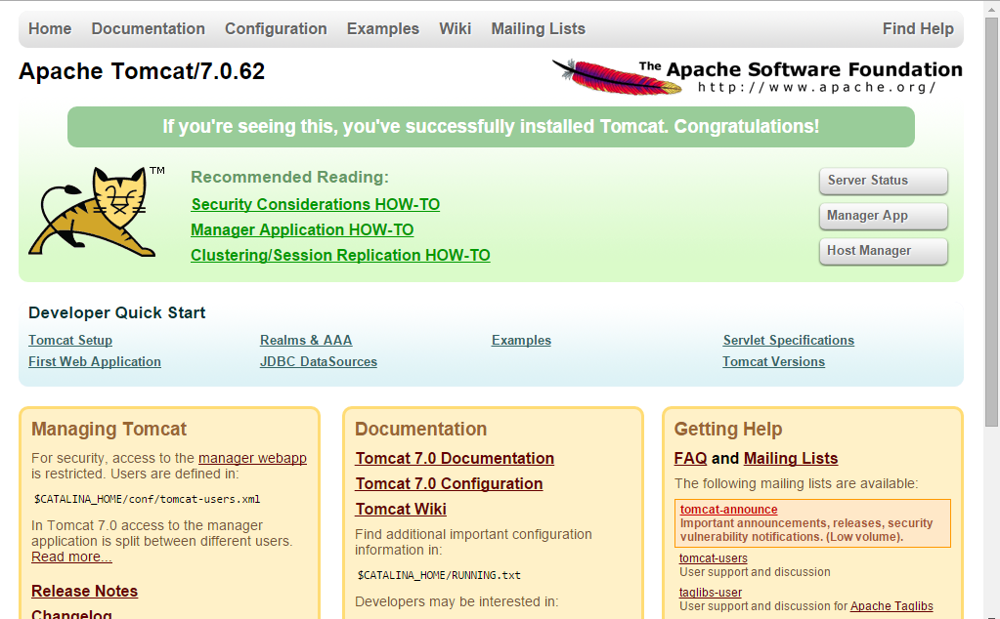 Home Documentation Configuration Examples Wiki Mailing Lists Find Help
Apache Tomcat/7.0.62
The Apache Software Foundation
http://www.apache.org/
If you're seeing this, you've successfully installed Tomcat. Congratulations!
TM
Recommended Reading:
Security Considerations HOW-TO
Manager Application HOW-TO
Clustering/Session Replication HOW-TO
Server Status
Manager App
Host Manager
Developer Quick Start
Tomcat Setup
First Web Application
Realms & AAA
JDBC DataSources
Examples
Servlet Specifications
Tomcat Versions
Managing Tomcat
For security, access to the manager webapp
is restricted. Users are defined in:
$CATALINA_HOME/conf/tomcat-users.xml
In Tomcat 7.0 access to the manager
application is split between different users.
Read more...
Release Notes
Changelog
Documentation
Tomcat 7.0 Documentation
Tomcat 7.0 Configuration
Tomcat Wiki
Find additional important configuration
information in:
$CATALINA_HOME/RUNNING.txt
Developers may be interested in:
Getting Help
FAQ and Mailing Lists
The following mailing lists are available:
tomcat-announce
Important announcements, releases, security
vulnerability notifications. (Low volume).
tomcat-users
User support and discussion
taglibs-user
User support and discussion for Apache Taglibs